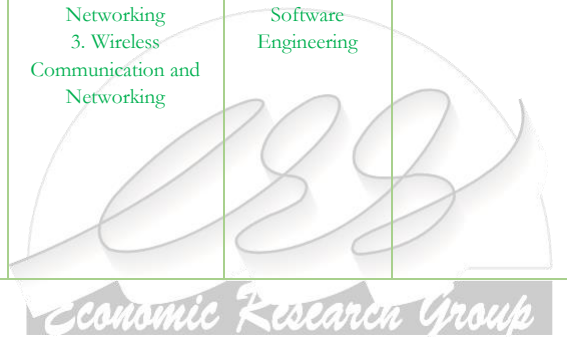 Networking
3. Wireless
Communication and
Networking
Software
Engineering
Economic Research Group